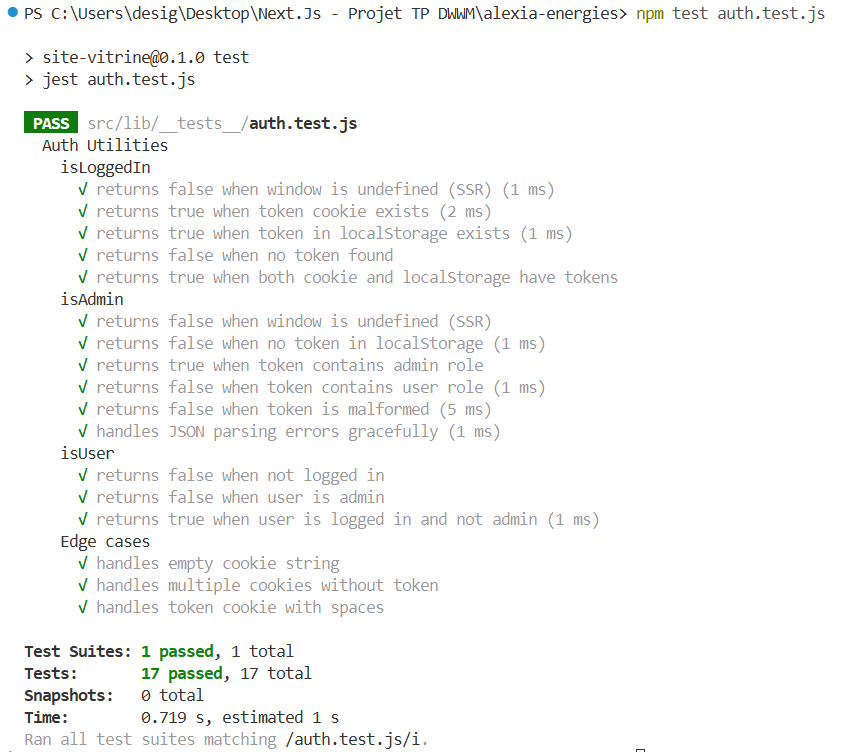 PS C:\Users\desig\Desktop\Next.Js - Projet TP DWWM\alexia-energies> npm test auth.test.js
> site-vitrine@0.1.0 test
> jest auth.test.js
PASS src/lib/__tests__/auth.test.js
Auth Utilities
isLoggedIn
√ returns false when window is undefined (SSR) (1 ms)
√ returns true when token cookie exists (2 ms)
√ returns true when token in localStorage exists (1 ms)
√ returns false when no token found
√ returns true when both cookie and localStorage have tokens
isAdmin
√ returns false when window is undefined (SSR)
√ returns false when no token in localStorage (1 ms)
√ returns true when token contains admin role
√ returns false when token contains user role (1 ms)
√ returns false when token is malformed (5 ms)
√ handles JSON parsing errors gracefully (1 ms)
isUser
√ returns false when not logged in
√ returns false when user is admin
√ returns true when user is logged in and not admin (1 ms)
Edge cases
√ handles empty cookie string
√ handles multiple cookies without token
√ handles token cookie with spaces
Test Suites: 1 passed, 1 total
Tests: 17 passed, 17 total
Snapshots: 0 total
Time: 0.719 s, estimated 1 s
Ran all test suites matching /auth.test.js/i.